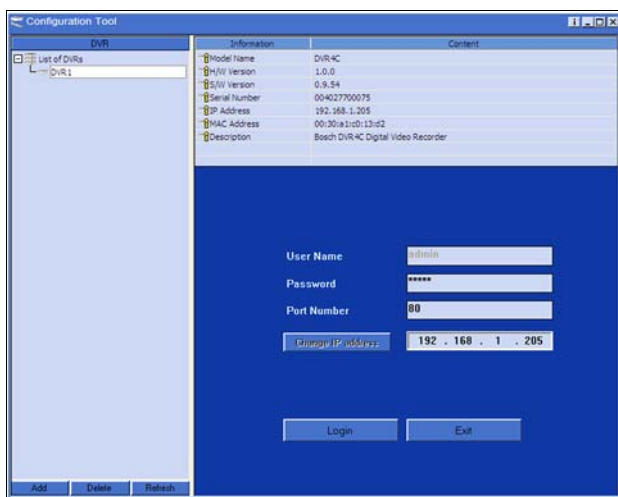 Configuration Tool
DVR
List of DVRs
DVR1
Information Content
Model Name DVR4C
H/W Version 1.0.0
S/W Version 0.9.54
Serial Number 004027700075
IP Address 192.168.1.205
MAC Address 00:30:a1:c0:13:d2
Description Bosch DVR4C Digital Video Recorder
User Name admin
Password *****
Port Number 80
Change IP address 192 . 168 . 1 . 205
Login Exit
Add Delete Refresh